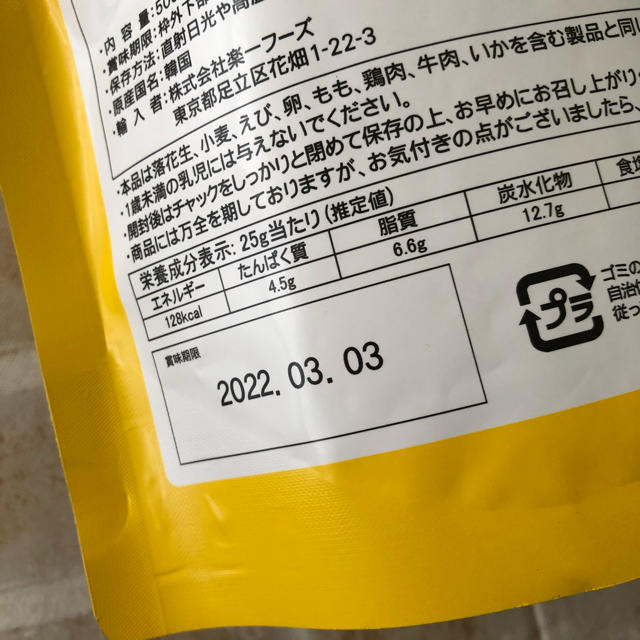 ・内 容 量: 500
・賞味期限:枠外下部
・保存方法:直射日光や高温
・原産国名:韓国
・輸 入 者:株式会社楽一フーズ
東京都足立区花畑1-22-3
・本品は落花生、小麦、えび、卵、もも、鶏肉、牛肉、いかを含む製品と同じ
・1歳未満の乳児には与えないでください。
・開封後はチャックをしっかりと閉めて保存の上、お早めにお召し上がり
・商品には万全を期しておりますが、お気付きの点がございましたら、
栄養成分表示: 25g当たり(推定値)
エネルギー たんぱく質 脂質 炭水化物 食塩
128kcal 4.5g 6.6g 12.7g
プラ
ゴミの
自治体
従っ
賞味期限
2022.03.03